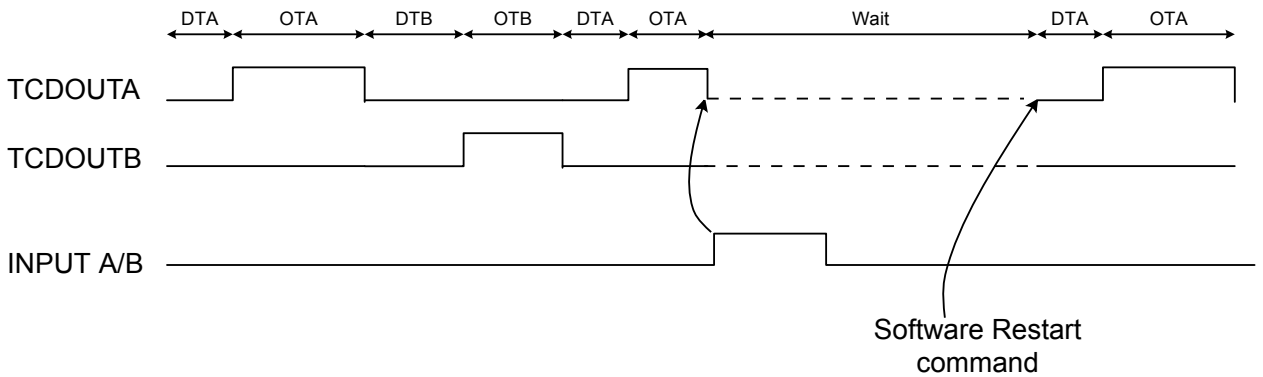 DTA OTA DTB OTB DTA OTA Wait DTA OTA
TCDOUTA
TCDOUTB
INPUT A/B
Software Restart
command